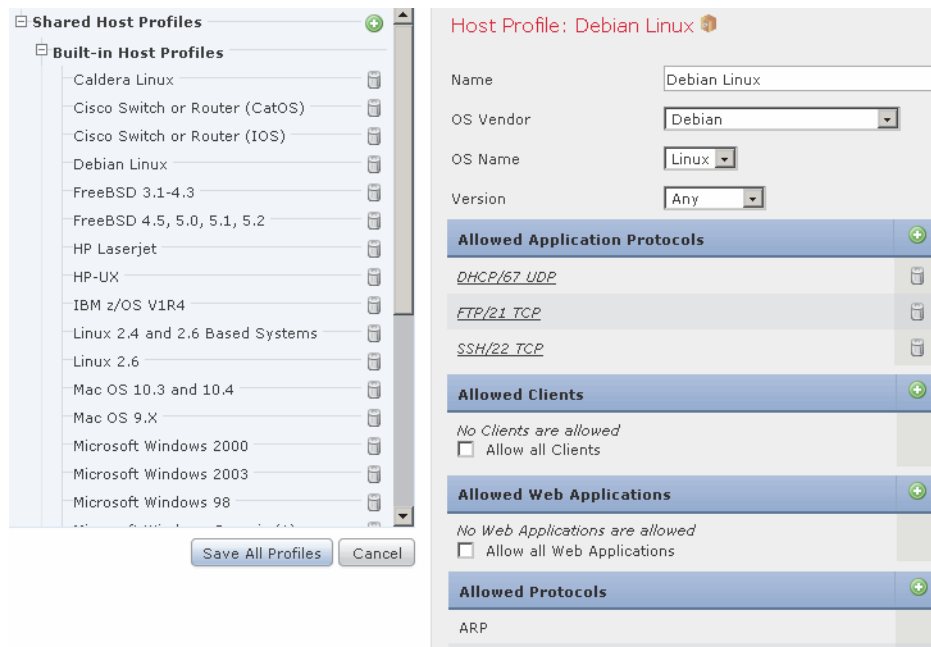 Shared Host Profiles
Built-in Host Profiles
Caldera Linux
Cisco Switch or Router (CatOS)
Cisco Switch or Router (IOS)
Debian Linux
FreeBSD 3.1-4.3
FreeBSD 4.5, 5.0, 5.1, 5.2
HP Laserjet
HP-UX
IBM z/OS V1R4
Linux 2.4 and 2.6 Based Systems
Linux 2.6
Mac OS 10.3 and 10.4
Mac OS 9.X
Microsoft Windows 2000
Microsoft Windows 2003
Microsoft Windows 98
Save All Profiles
Cancel
Host Profile: Debian Linux
Name
Debian Linux
OS Vendor
Debian
OS Name
Linux
Version
Any
Allowed Application Protocols
DHCP/67 UDP
FTP/21 TCP
SSH/22 TCP
Allowed Clients
No Clients are allowed
Allow all Clients
Allowed Web Applications
No Web Applications are allowed
Allow all Web Applications
Allowed Protocols
ARP